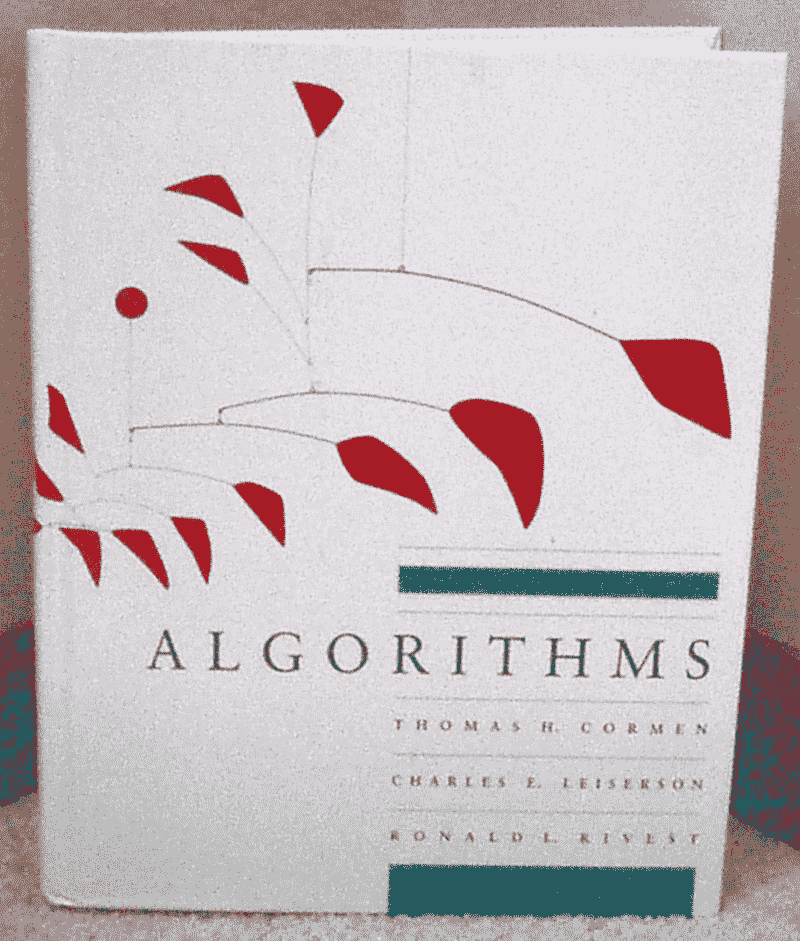 ALGORITHMS
THOMAS H. CORMEN
CHARLES E. LEISERSON
RONALD L. RIVEST